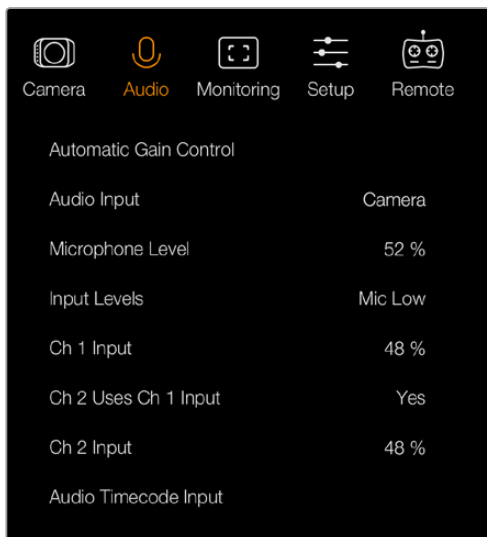 Camera Audio Monitoring Setup Remote
Automatic Gain Control
Audio Input Camera
Microphone Level 52 %
Input Levels Mic Low
Ch 1 Input 48 %
Ch 2 Uses Ch 1 Input Yes
Ch 2 Input 48 %
Audio Timecode Input